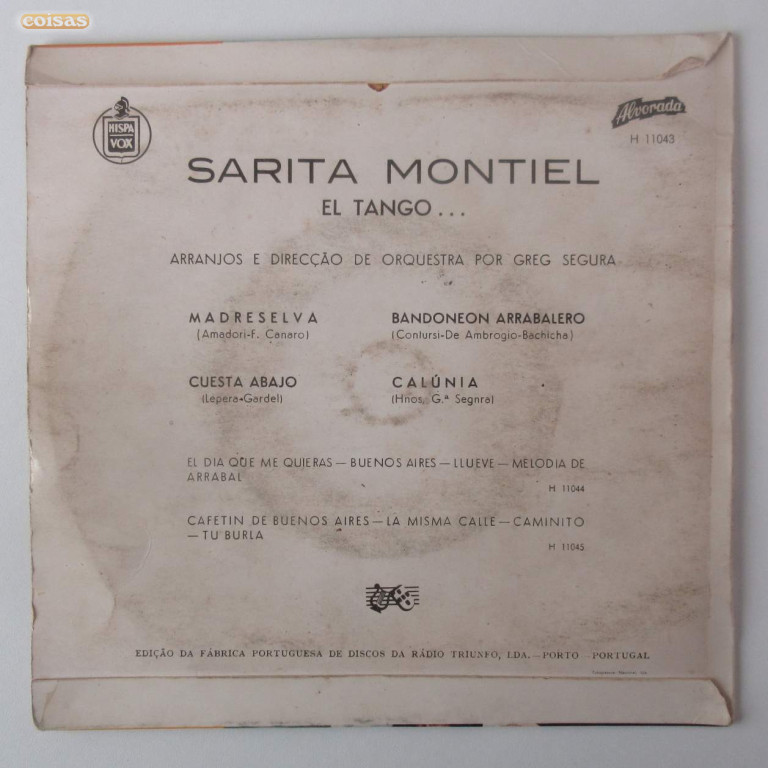 coisas
HISPA
VOX
Alvorada
H 11043
SARITA MONTIEL
EL TANGO...
ARRANJOS E DIRECÇÃO DE ORQUESTRA POR GREG SEGURA
MADRESELVA
(Amadori-F. Canaro)
BANDONEON ARRABALERO
(Contursi-De Ambrogio-Bachicha)
CUESTA ABAJO
(Lepera-Gardel)
CALÚNIA
(Hnos, G.ª Segnra)
EL DIA QUE ME QUIERAS — BUENOS AIRES — LLUEVE — MELODIA DE
ARRABAL
H 11044
CAFETIN DE BUENOS AIRES — LA MISMA CALLE — CAMINITO
— TU BURLA
H 11045
EDIÇÃO DA FÁBRICA PORTUGUESA DE DISCOS DA RÁDIO TRIUNFO, LDA. — PORTO - PORTUGAL